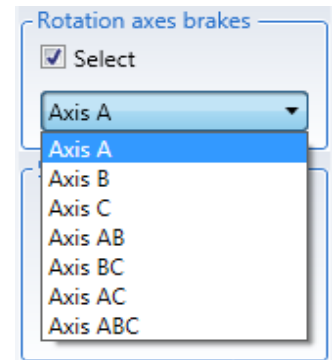 Rotation axes brakes
Select
Axis A
Axis A
Axis B
Axis C
Axis AB
Axis BC
Axis AC
Axis ABC